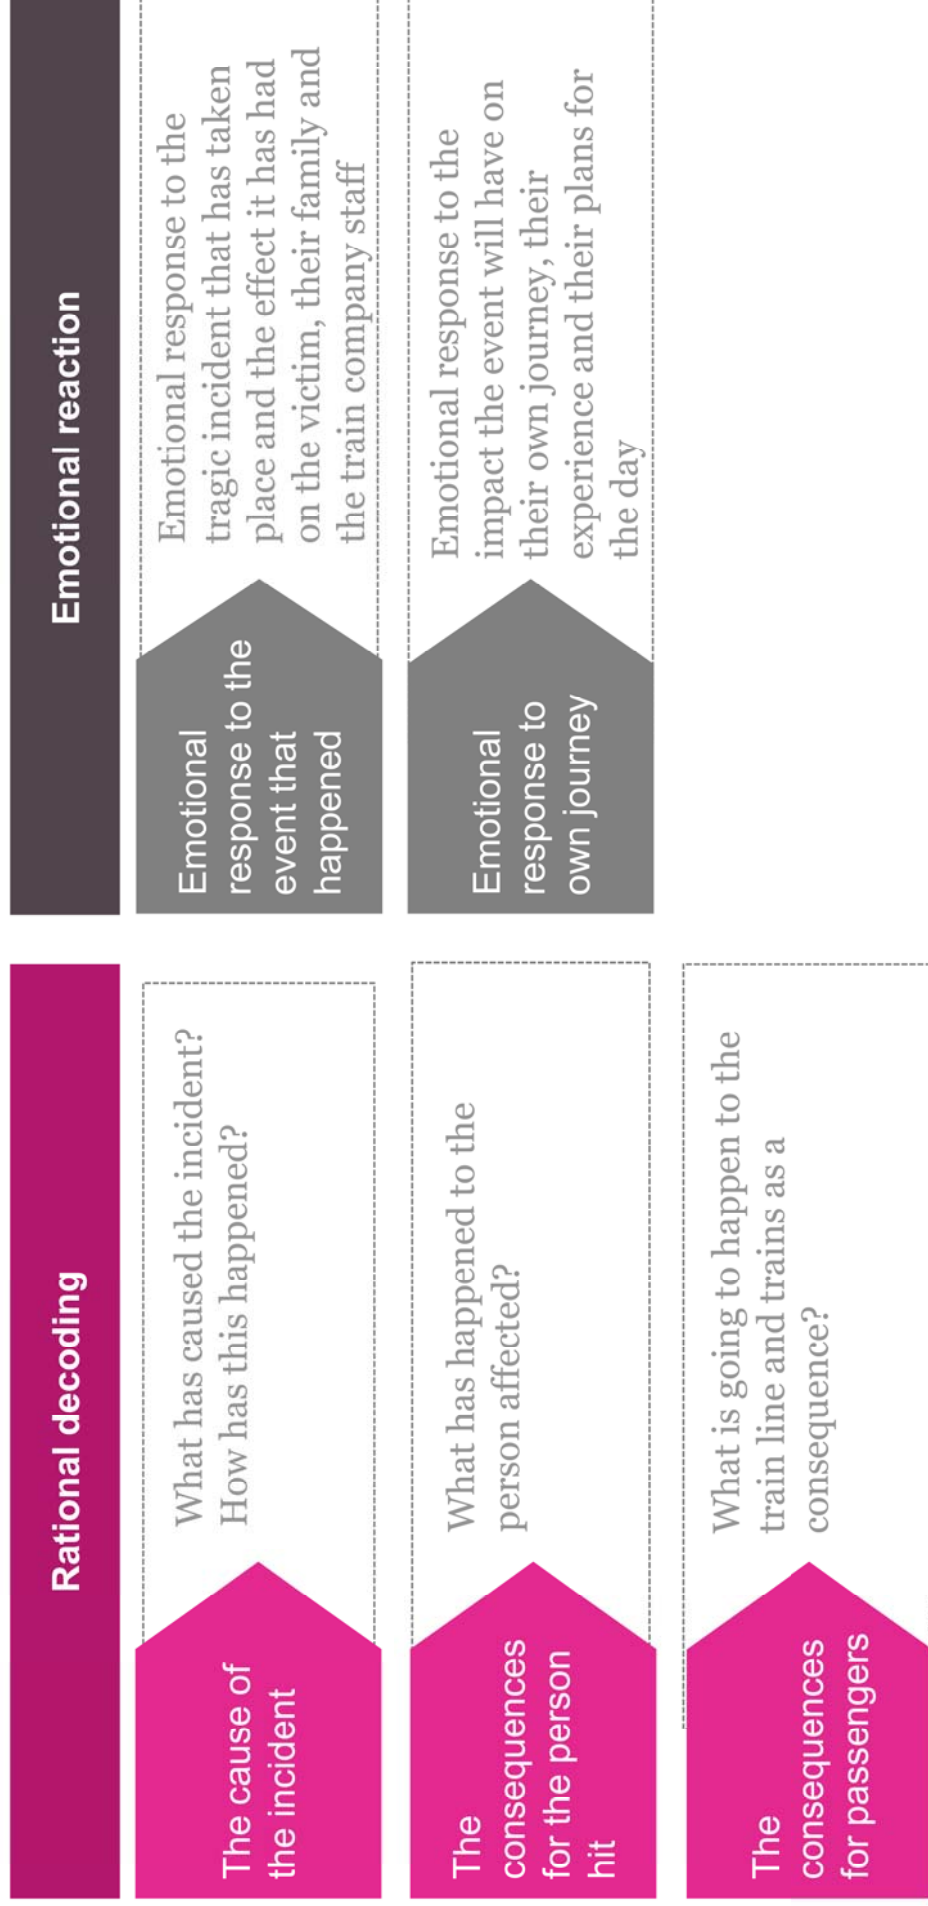 Rational decoding
The cause of
the incident
What has caused the incident?
How has this happened?
The
consequences
for the person
hit
What has happened to the
person affected?
The
consequences
for passengers
What is going to happen to the
train line and trains as a
consequence?
Emotional reaction
Emotional
response to the
event that
happened
Emotional response to the
tragic incident that has taken
place and the effect it has had
on the victim, their family and
the train company staff
Emotional
response to
own journey
Emotional response to the
impact the event will have on
their own journey, their
experience and their plans for
the day